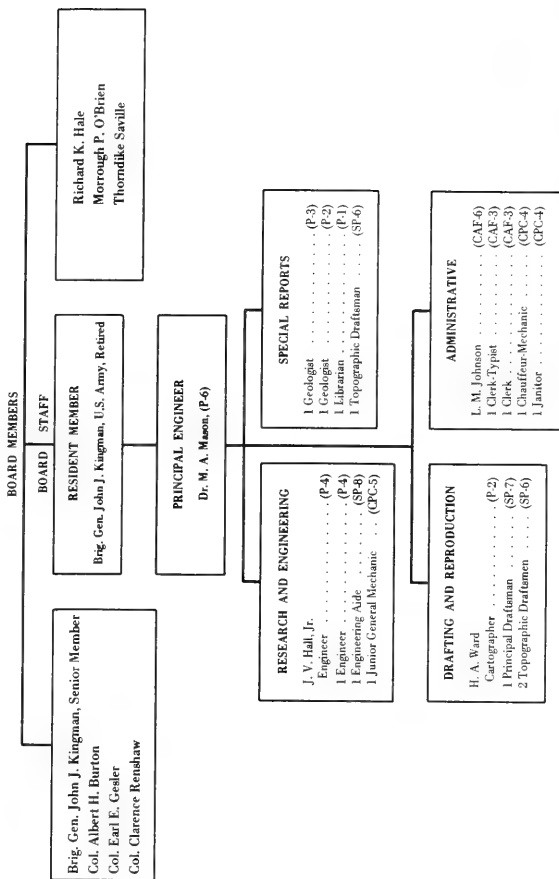 BOARD MEMBERS
Brig. Gen. John J. Kingman, Senior Member
Col. Albert H. Burton
Col. Earl E. Gesler
Col. Clarence Renshaw
BOARD STAFF
RESIDENT MEMBER
Brig. Gen. John J. Kingman, U.S. Army, Retired
Richard K. Hale
Morrough P. O'Brien
Thorndike Saville
PRINCIPAL ENGINEER
Dr. M. A. Mason, (P-6)
RESEARCH AND ENGINEERING
J. V. Hall, Jr.
Engineer . . . . . . . . . . . . (P-4)
1 Engineer . . . . . . . . . . . . (P-4)
1 Engineering Aide . . . . . . . (SP-8)
1 Junior General Mechanic . . (CPC-5)
SPECIAL REPORTS
1 Geologist . . . . . . . . . . . . (P-3)
1 Geologist . . . . . . . . . . . . (P-2)
1 Librarian . . . . . . . . . . . . (P-1)
1 Topographic Draftsman . . . . . (SP-6)
DRAFTING AND REPRODUCTION
H. A. Ward
Cartographer . . . . . . . . . . (P-2)
1 Principal Draftsman . . . . . (SP-7)
2 Topographic Draftsmen . . . . (SP-6)
ADMINISTRATIVE
L. M. Johnson . . . . . . . . (CAF-6)
1 Clerk-Typist . . . . . . . . . (CAF-3)
1 Clerk . . . . . . . . . . . . . (CAF-3)
1 Chauffeur-Mechanic . . . . . (CPC-4)
1 Janitor . . . . . . . . . . . . (CPC-4)